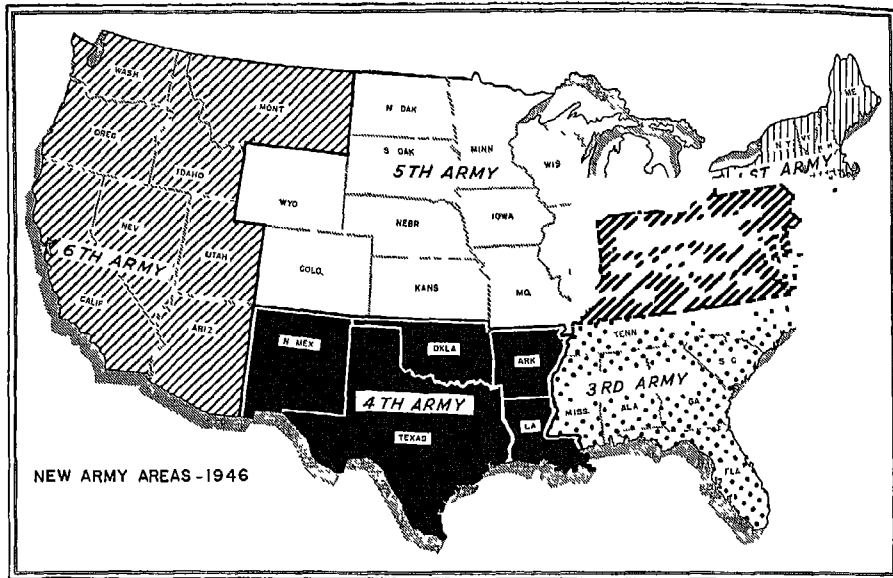 WASH
MONT
N DAK
MINN
ME
OREG
S DAK
WIS
N Y
5TH ARMY
1ST ARMY
IDAHO
WYO
NEBR
IOWA
NEV
UTAH
6TH ARMY
COLO.
KANS
MO.
CALIF
ARIZ
N MEX
OKLA
ARK
TENN
S C
3RD ARMY
4TH ARMY
MISS.
ALA
GA
TEXAS
LA
FLA
NEW ARMY AREAS -1946